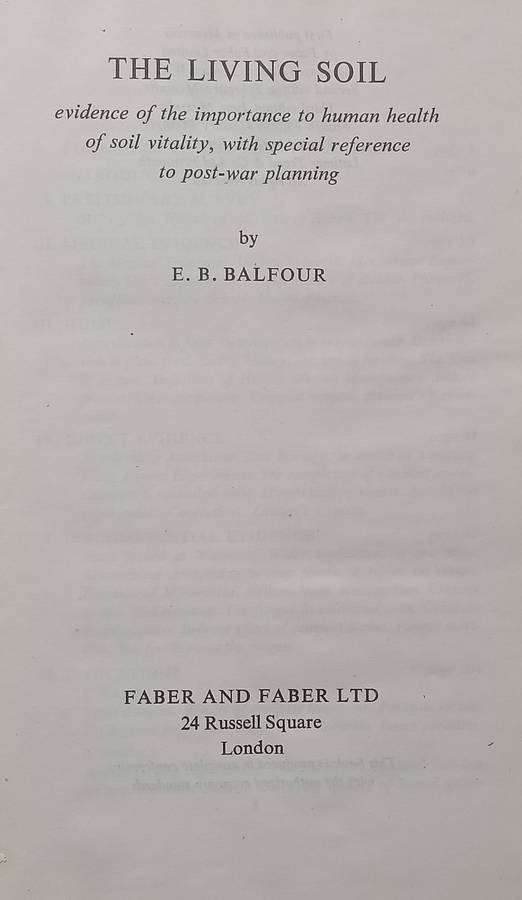 THE LIVING SOIL
evidence of the importance to human health
of soil vitality, with special reference
to post-war planning
by
E. B. BALFOUR
FABER AND FABER LTD
24 Russell Square
London